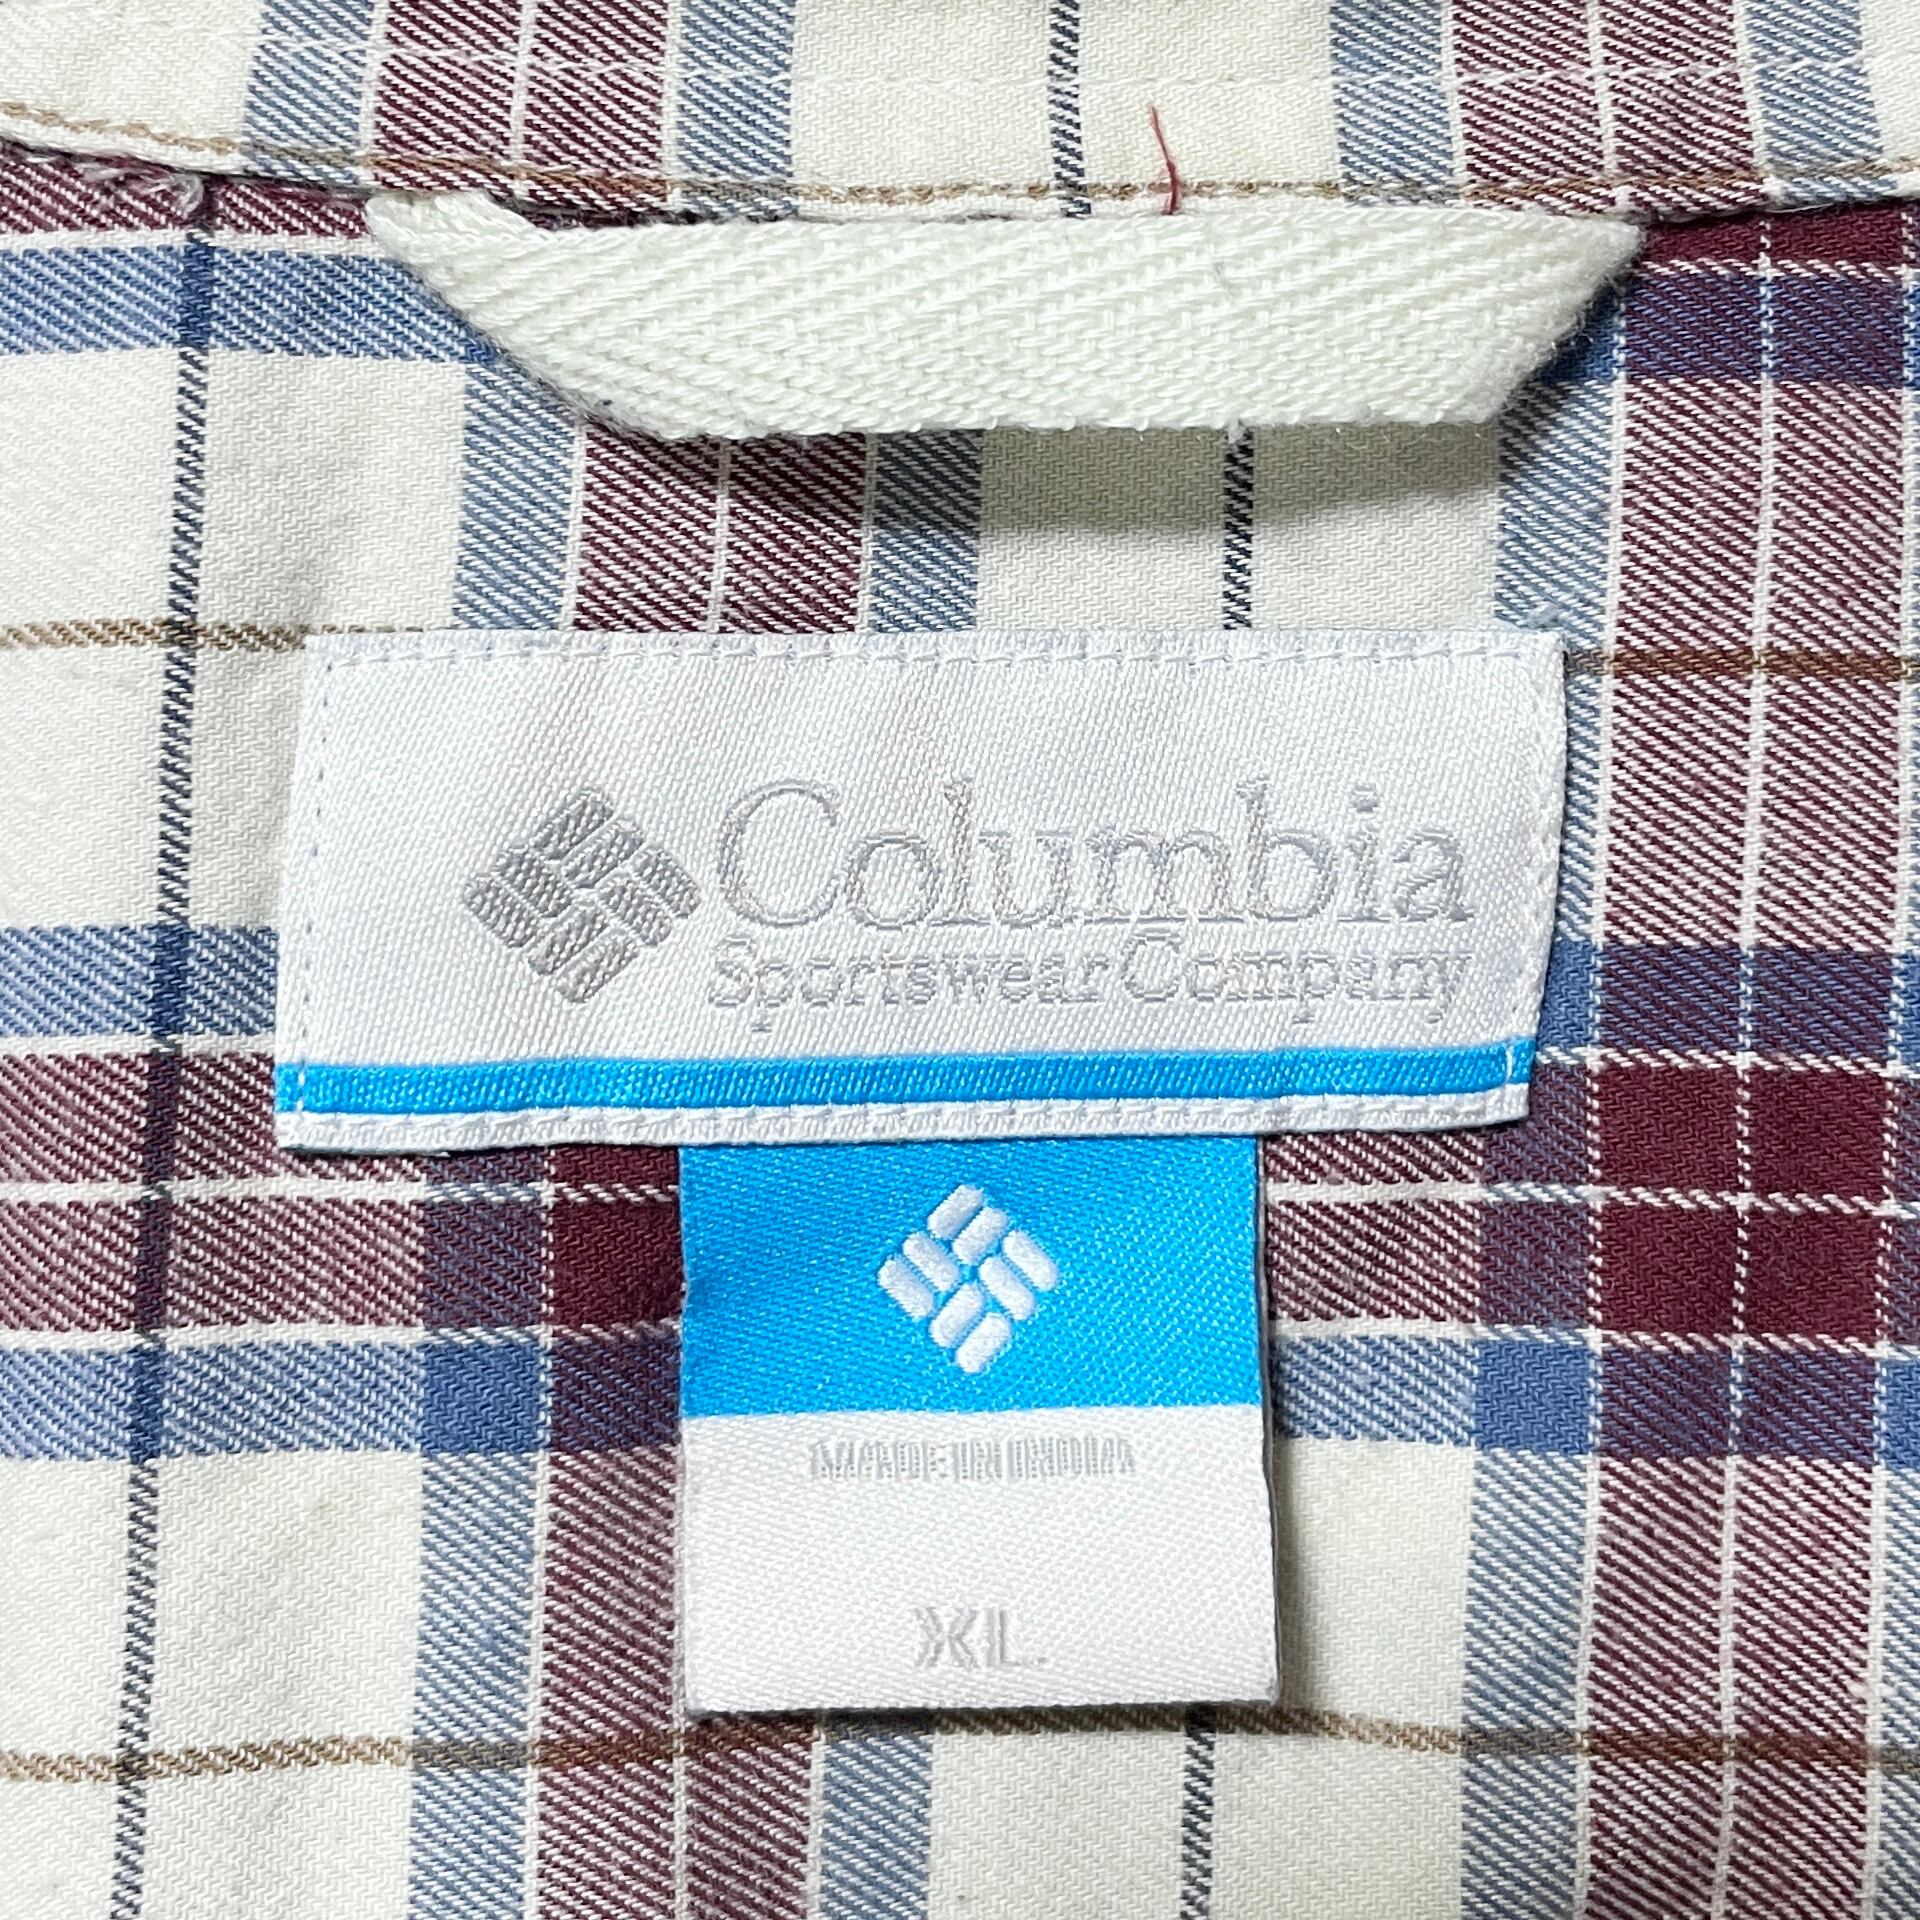 Columbia
Sportswear Company
MADE IN INDIA
XL